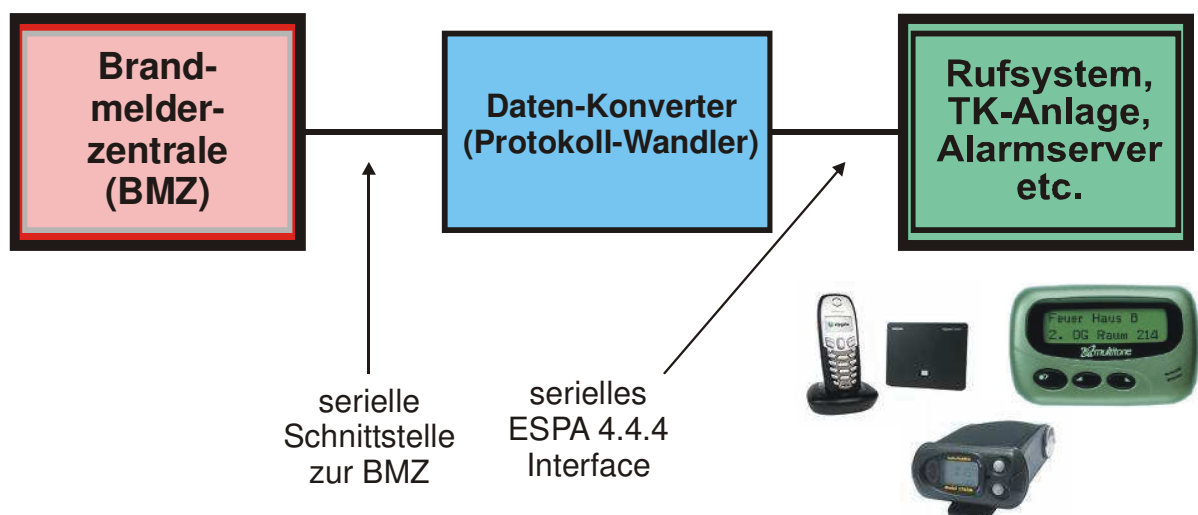 Brand-
melder-
zentrale
(BMZ)
Daten-Konverter
(Protokoll-Wandler)
Rufsystem,
TK-Anlage,
Alarmserver
etc.
serielle
Schnittstelle
zur BMZ
serielles
ESPA 4.4.4
Interface
Feuer Haus 8
2. OG Raum 214
multitone